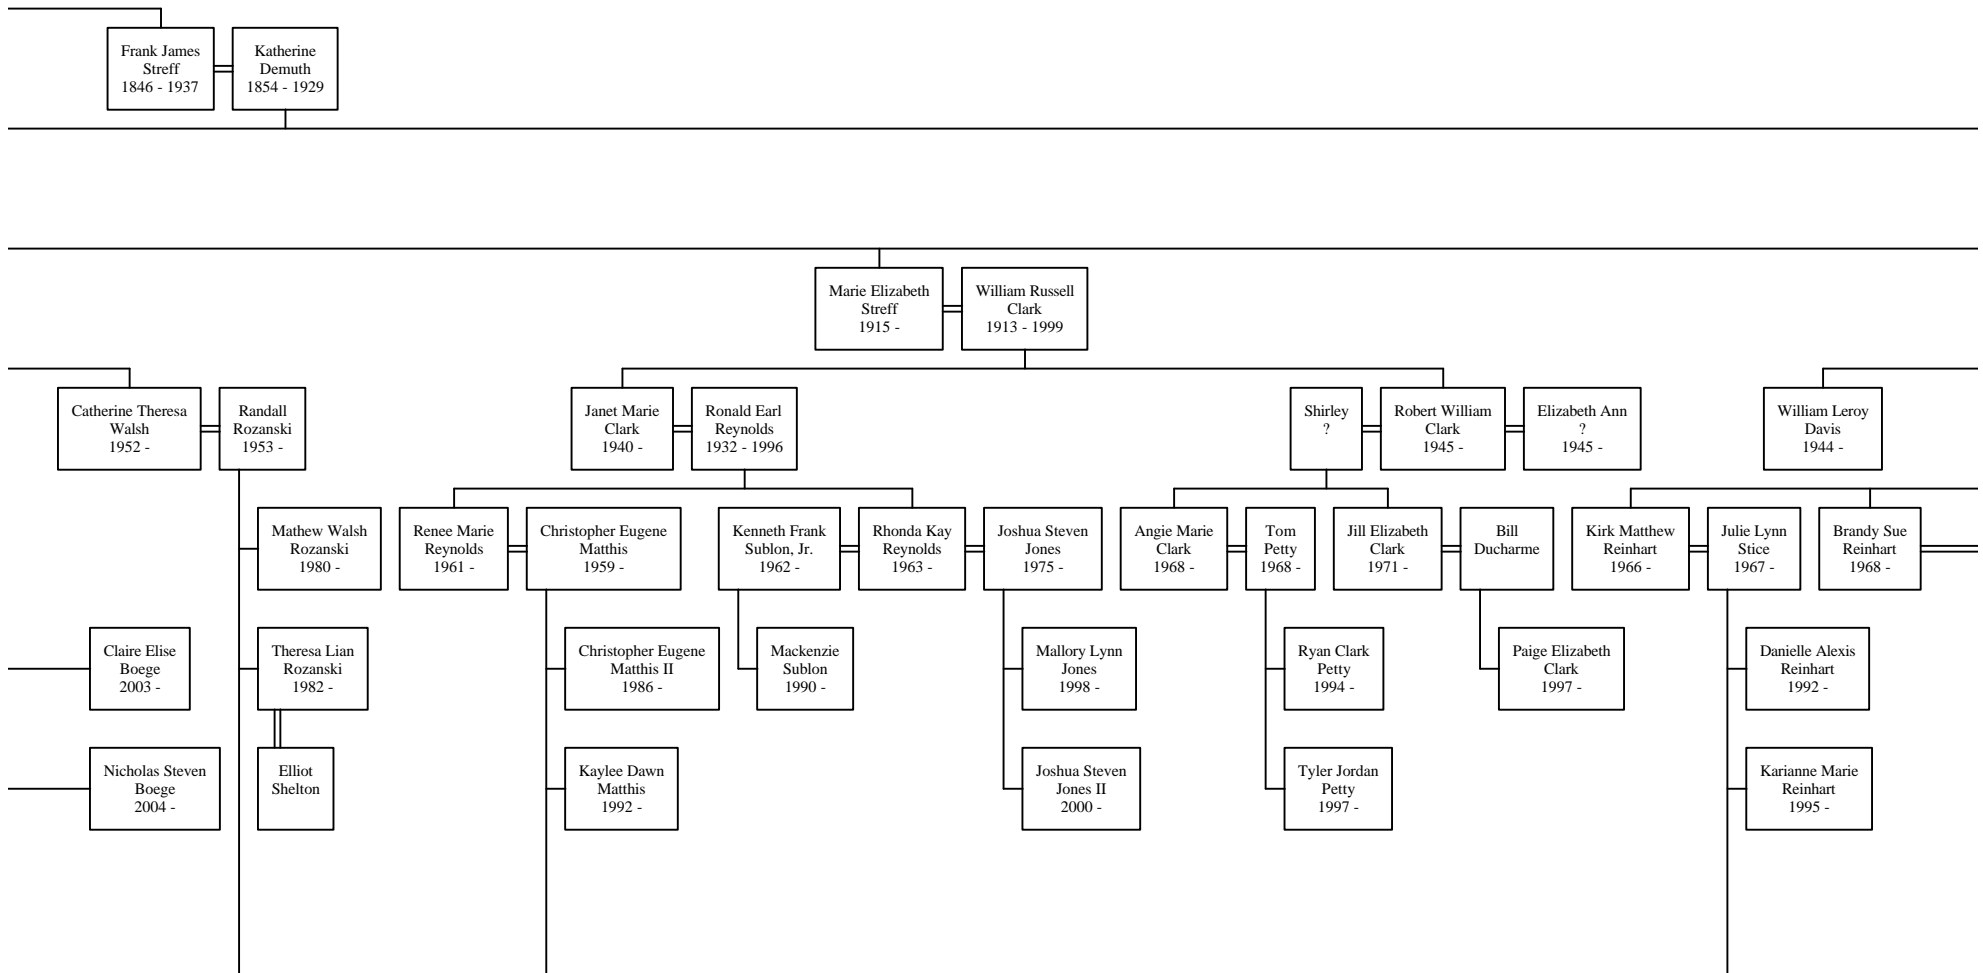 Frank James
Streff
1846 - 1937
Katherine
Demuth
1854 - 1929
Marie Elizabeth
Streff
1915 -
William Russell
Clark
1913 - 1999
Catherine Theresa
Walsh
1952 -
Randall
Rozanski
1953 -
Janet Marie
Clark
1940 -
Ronald Earl
Reynolds
1932 - 1996
Shirley
?
Robert William
Clark
1945 -
Elizabeth Ann
?
1945 -
William Leroy
Davis
1944 -
Mathew Walsh
Rozanski
1980 -
Renee Marie
Reynolds
1961 -
Christopher Eugene
Matthis
1959 -
Kenneth Frank
Sublon, Jr.
1962 -
Rhonda Kay
Reynolds
1963 -
Joshua Steven
Jones
1975 -
Angie Marie
Clark
1968 -
Tom
Petty
1968 -
Jill Elizabeth
Clark
1971 -
Bill
Ducharme
Kirk Matthew
Reinhart
1966 -
Julie Lynn
Stice
1967 -
Brandy Sue
Reinhart
1968 -
Claire Elise
Boege
2003 -
Theresa Lian
Rozanski
1982 -
Christopher Eugene
Matthis II
1986 -
Mackenzie
Sublon
1990 -
Mallory Lynn
Jones
1998 -
Ryan Clark
Petty
1994 -
Paige Elizabeth
Clark
1997 -
Danielle Alexis
Reinhart
1992 -
Nicholas Steven
Boege
2004 -
Elliot
Shelton
Kaylee Dawn
Matthis
1992 -
Joshua Steven
Jones II
2000 -
Tyler Jordan
Petty
1997 -
Karianne Marie
Reinhart
1995 -